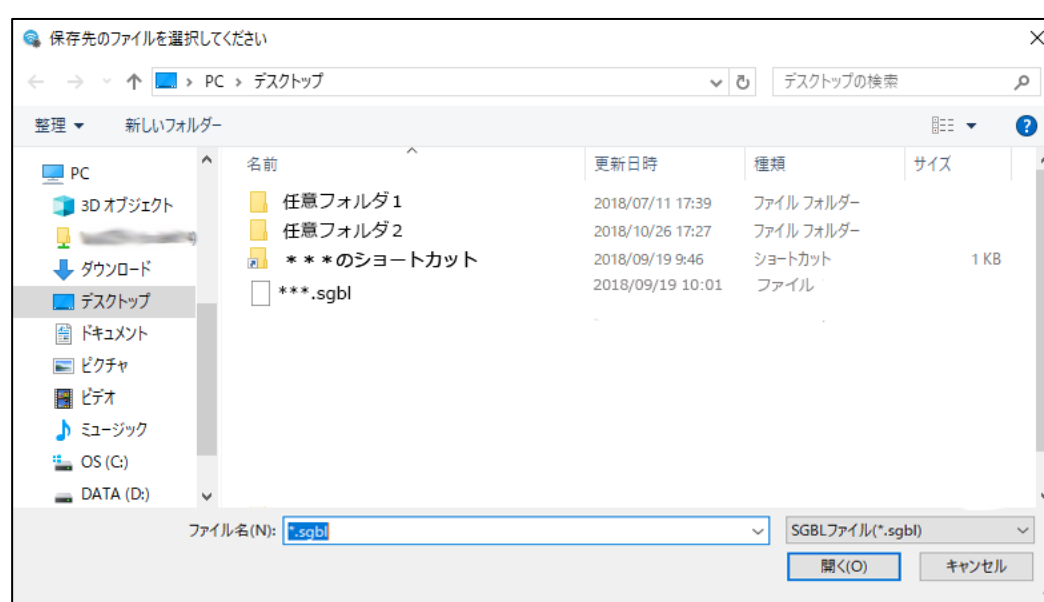 保存先のファイルを選択してください
PC › デスクトップ
デスクトップの検索
整理
新しいフォルダー
名前 更新日時 種類 サイズ
PC
3D オブジェクト
ダウンロード
デスクトップ
ドキュメント
ピクチャ
ビデオ
ミュージック
OS (C:)
DATA (D:)
任意フォルダ1 2018/07/11 17:39 ファイル フォルダー
任意フォルダ2 2018/10/26 17:27 ファイル フォルダー
＊＊＊のショートカット 2018/09/19 9:46 ショートカット 1 KB
***.sgbl 2018/09/19 10:01 ファイル
ファイル名(N): *.sgbl
SGBLファイル(*.sgbl)
開く(O) キャンセル